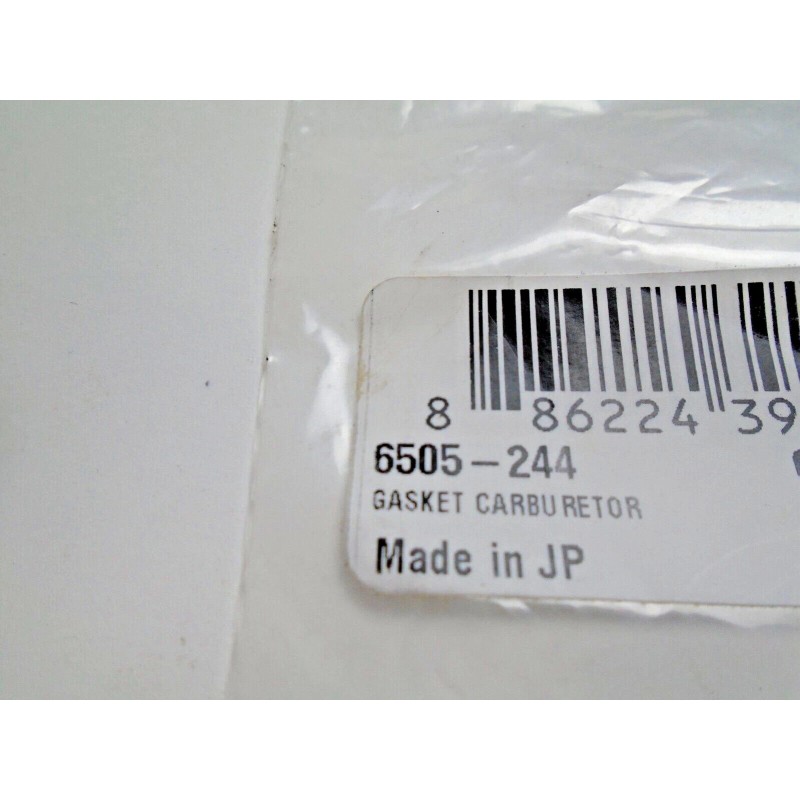 8 86224 39
6505-244
GASKET CARBURETOR
Made in JP